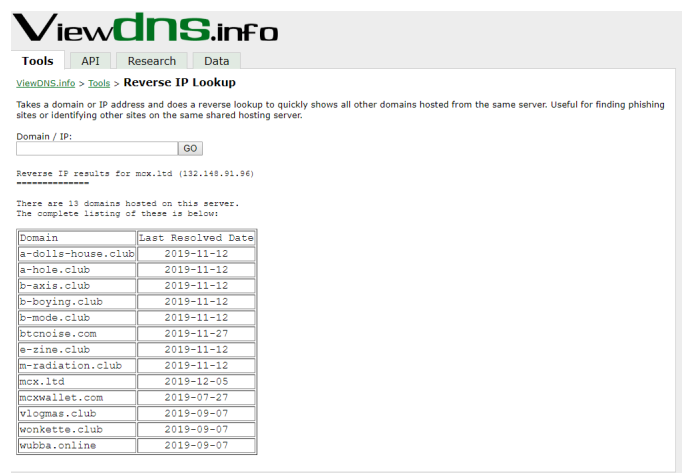 Viewdns.info
Tools API Research Data
ViewDNS.info > Tools > Reverse IP Lookup
Takes a domain or IP address and does a reverse lookup to quickly shows all other domains hosted from the same server. Useful for finding phishing
sites or identifying other sites on the same shared hosting server.
Domain / IP:
GO
Reverse IP results for mcx.ltd (132.148.91.96)
==============
There are 13 domains hosted on this server.
The complete listing of these is below:
Domain Last Resolved Date
a-dolls-house.club 2019-11-12
a-hole.club 2019-11-12
b-axis.club 2019-11-12
b-boying.club 2019-11-12
b-mode.club 2019-11-12
btcnoise.com 2019-11-27
e-zine.club 2019-11-12
m-radiation.club 2019-11-12
mcx.ltd 2019-12-05
mcxwallet.com 2019-07-27
vlogmas.club 2019-09-07
wonkette.club 2019-09-07
wubba.online 2019-09-07